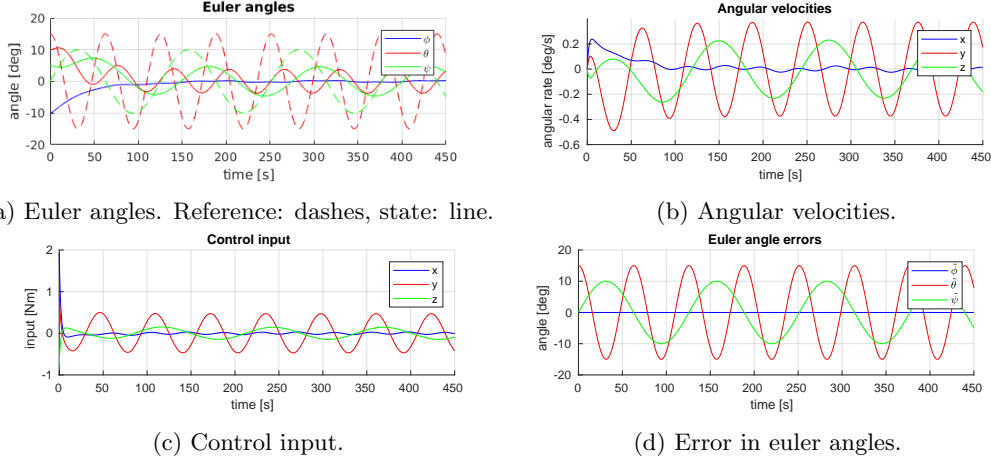 Euler angles
20
10
0
-10
-20
angle [deg]
ϕ
θ
ψ
0 50 100 150 200 250 300 350 400 450
time [s]
a) Euler angles. Reference: dashes, state: line.
Angular velocities
0.2
0
-0.2
-0.4
-0.6
angular rate [deg/s]
x
y
z
0 50 100 150 200 250 300 350 400 450
time [s]
(b) Angular velocities.
Control input
2
1
0
-1
input [Nm]
x
y
z
0 50 100 150 200 250 300 350 400 450
time [s]
(c) Control input.
Euler angle errors
20
10
0
-10
-20
angle [deg]
ϕ̃
θ̃
ψ̃
0 50 100 150 200 250 300 350 400 450
time [s]
(d) Error in euler angles.